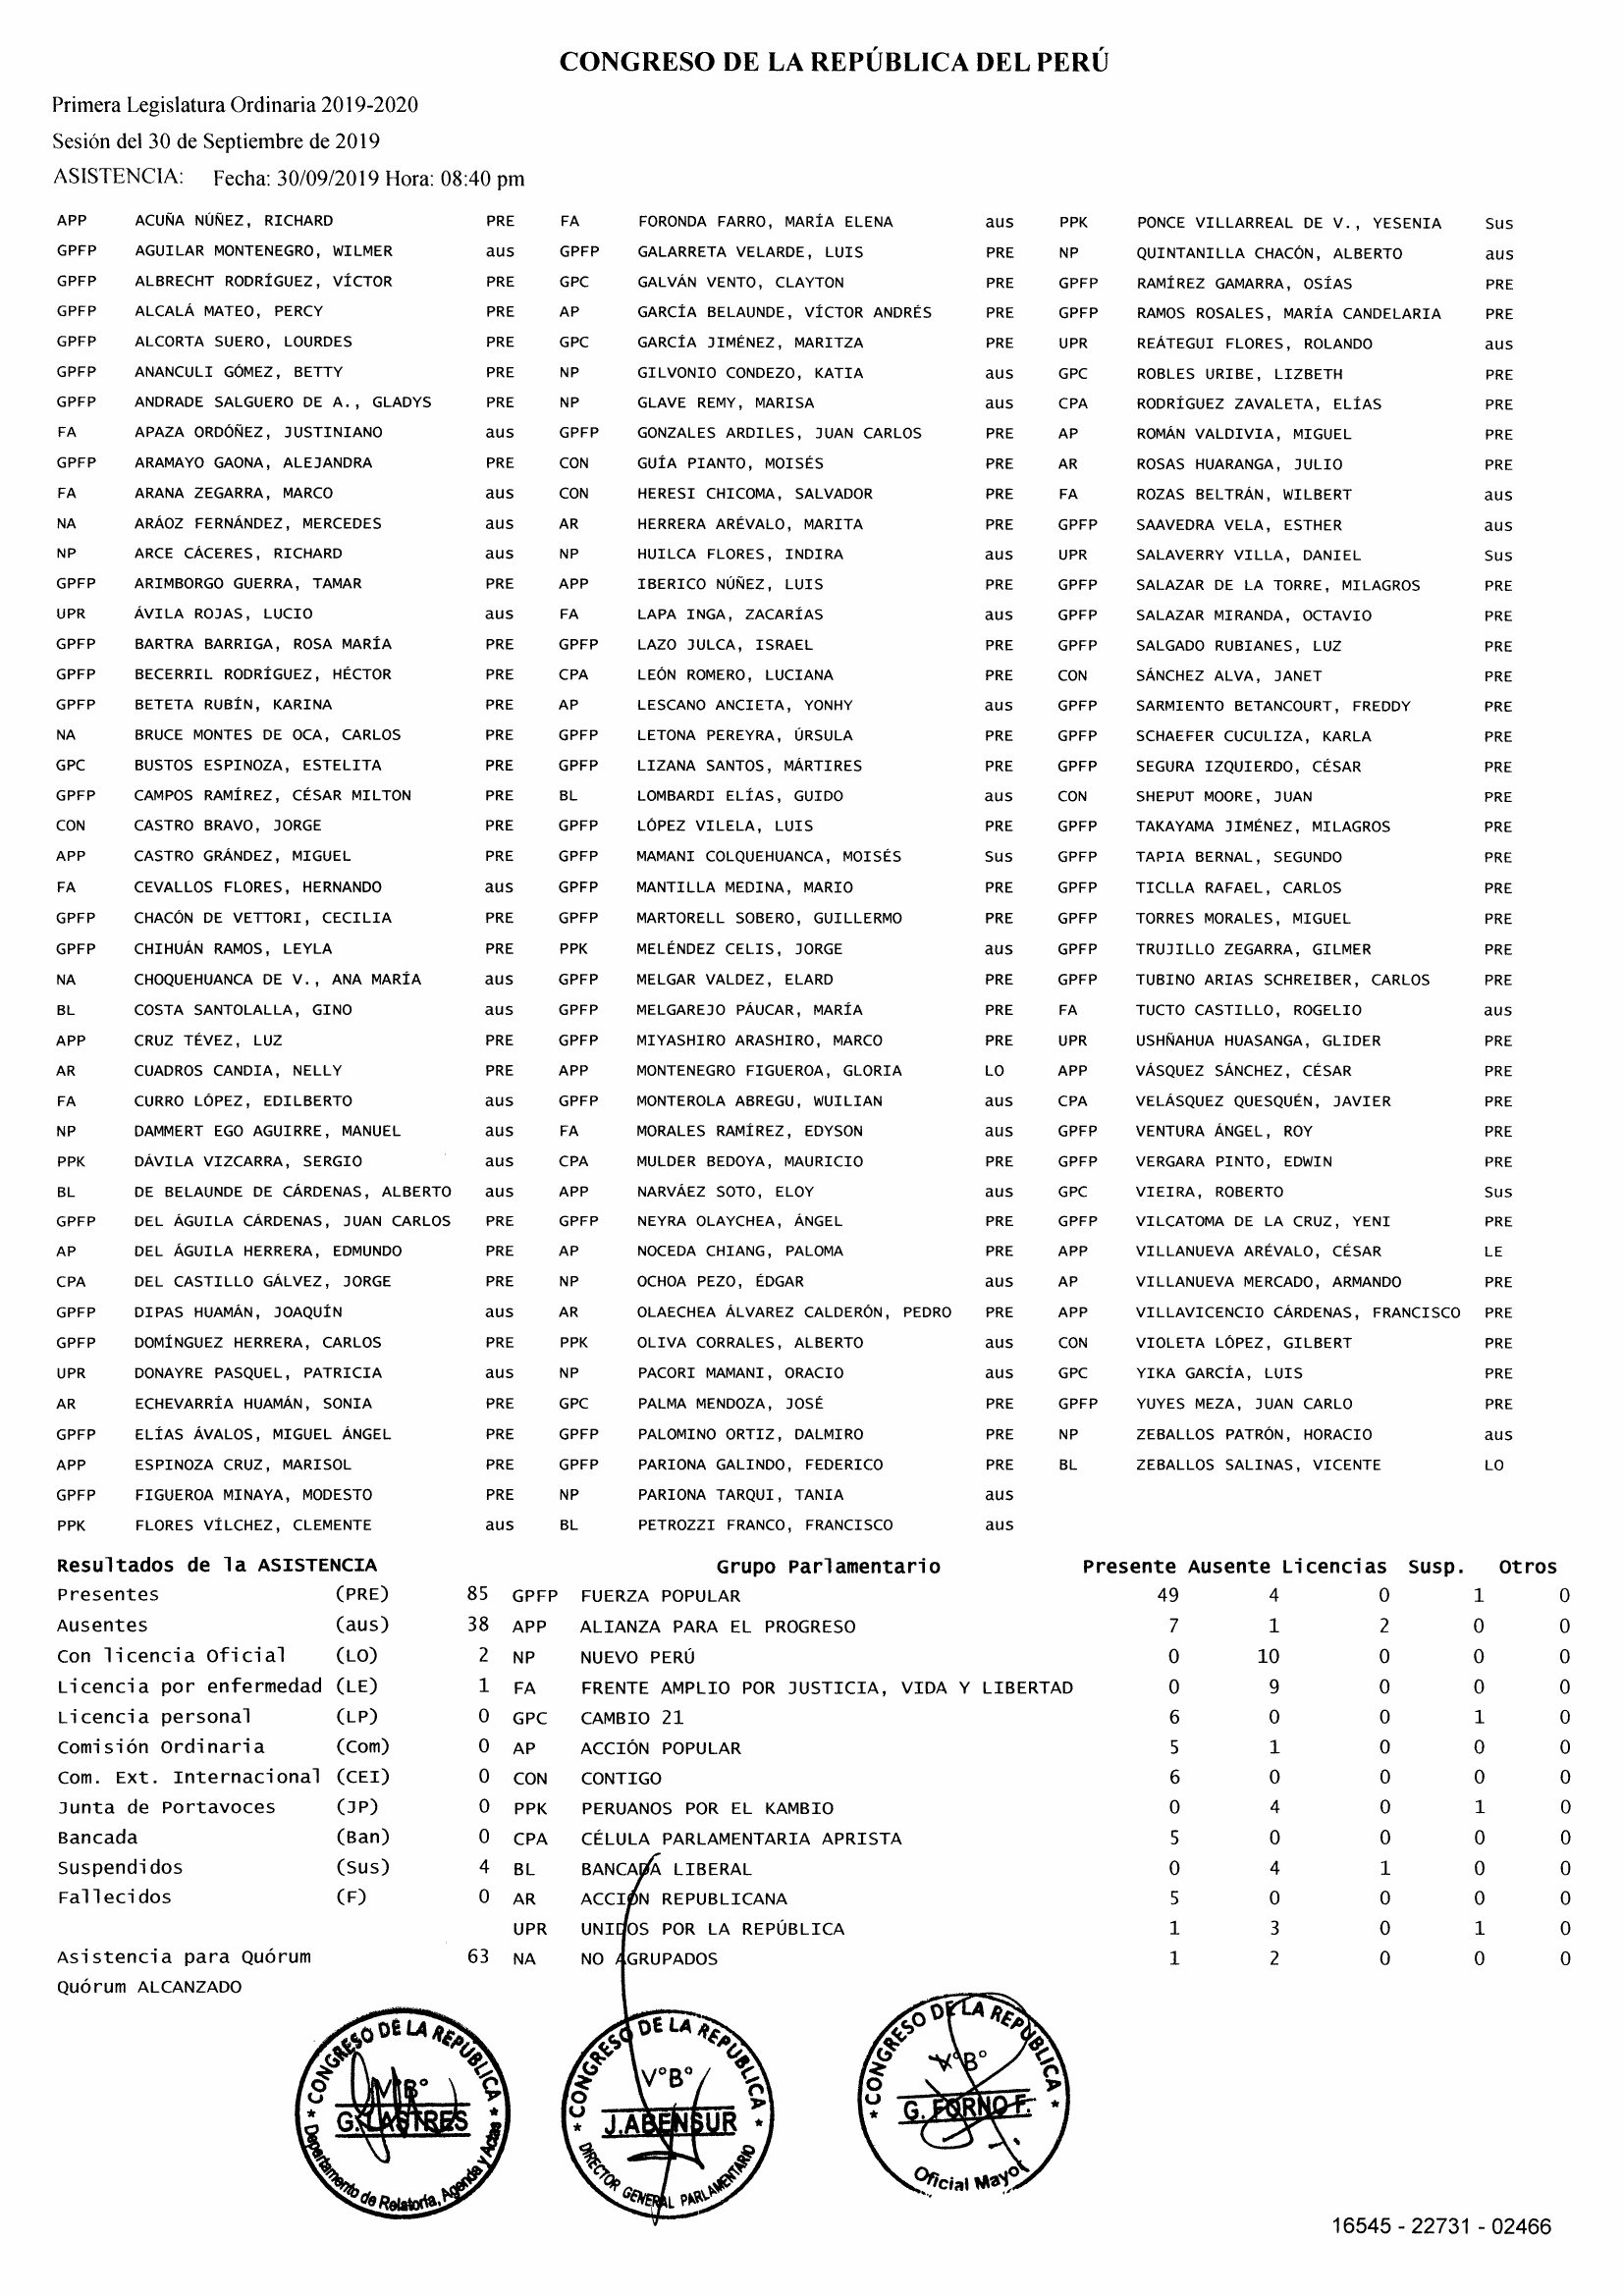 CONGRESO DE LA REPÚBLICA DEL PERÚ
Primera Legislatura Ordinaria 2019-2020
Sesión del 30 de Septiembre de 2019
ASISTENCIA: Fecha: 30/09/2019 Hora: 08:40 pm
APP ACUÑA NÚÑEZ, RICHARD PRE FA FORONDA FARRO, MARÍA ELENA aus PPK PONCE VILLARREAL DE V., YESENIA Sus
GPFP AGUILAR MONTENEGRO, WILMER aus GPFP GALARRETA VELARDE, LUIS PRE NP QUINTANILLA CHACÓN, ALBERTO aus
GPFP ALBRECHT RODRÍGUEZ, VÍCTOR PRE GPC GALVÁN VENTO, CLAYTON PRE GPFP RAMÍREZ GAMARRA, OSÍAS PRE
GPFP ALCALÁ MATEO, PERCY PRE AP GARCÍA BELAUNDE, VÍCTOR ANDRÉS PRE GPFP RAMOS ROSALES, MARÍA CANDELARIA PRE
GPFP ALCORTA SUERO, LOURDES PRE GPC GARCÍA JIMÉNEZ, MARITZA PRE UPR REÁTEGUI FLORES, ROLANDO aus
GPFP ANANCULI GÓMEZ, BETTY PRE NP GILVONIO CONDEZO, KATIA aus GPC ROBLES URIBE, LIZBETH PRE
GPFP ANDRADE SALGUERO DE A., GLADYS PRE NP GLAVE REMY, MARISA aus CPA RODRÍGUEZ ZAVALETA, ELÍAS PRE
FA APAZA ORDÓÑEZ, JUSTINIANO aus GPFP GONZALES ARDILES, JUAN CARLOS PRE AP ROMÁN VALDIVIA, MIGUEL PRE
GPFP ARAMAYO GAONA, ALEJANDRA PRE CON GUÍA PIANTO, MOISÉS PRE AR ROSAS HUARANGA, JULIO PRE
FA ARANA ZEGARRA, MARCO aus CON HERESI CHICOMA, SALVADOR PRE FA ROZAS BELTRÁN, WILBERT aus
NA ARÁOZ FERNÁNDEZ, MERCEDES aus AR HERRERA ARÉVALO, MARITA PRE GPFP SAAVEDRA VELA, ESTHER aus
NP ARCE CÁCERES, RICHARD aus NP HUILCA FLORES, INDIRA aus UPR SALAVERRY VILLA, DANIEL Sus
GPFP ARIMBORGO GUERRA, TAMAR PRE APP IBERICO NÚÑEZ, LUIS PRE GPFP SALAZAR DE LA TORRE, MILAGROS PRE
UPR ÁVILA ROJAS, LUCIO aus FA LAPA INGA, ZACARÍAS aus GPFP SALAZAR MIRANDA, OCTAVIO PRE
GPFP BARTRA BARRIGA, ROSA MARÍA PRE GPFP LAZO JULCA, ISRAEL PRE GPFP SALGADO RUBIANES, LUZ PRE
GPFP BECERRIL RODRÍGUEZ, HÉCTOR PRE CPA LEÓN ROMERO, LUCIANA PRE CON SÁNCHEZ ALVA, JANET PRE
GPFP BETETA RUBÍN, KARINA PRE AP LESCANO ANCIETA, YONHY aus GPFP SARMIENTO BETANCOURT, FREDDY PRE
NA BRUCE MONTES DE OCA, CARLOS PRE GPFP LETONA PEREYRA, ÚRSULA PRE GPFP SCHAEFER CUCULIZA, KARLA PRE
GPC BUSTOS ESPINOZA, ESTELITA PRE GPFP LIZANA SANTOS, MÁRTIRES PRE GPFP SEGURA IZQUIERDO, CÉSAR PRE
GPFP CAMPOS RAMÍREZ, CÉSAR MILTON PRE BL LOMBARDI ELÍAS, GUIDO aus CON SHEPUT MOORE, JUAN PRE
CON CASTRO BRAVO, JORGE PRE GPFP LÓPEZ VILELA, LUIS PRE GPFP TAKAYAMA JIMÉNEZ, MILAGROS PRE
APP CASTRO GRÁNDEZ, MIGUEL PRE GPFP MAMANI COLQUEHUANCA, MOISÉS Sus GPFP TAPIA BERNAL, SEGUNDO PRE
FA CEVALLOS FLORES, HERNANDO aus GPFP MANTILLA MEDINA, MARIO PRE GPFP TICLLA RAFAEL, CARLOS PRE
GPFP CHACÓN DE VETTORI, CECILIA PRE GPFP MARTORELL SOBERO, GUILLERMO PRE GPFP TORRES MORALES, MIGUEL PRE
GPFP CHIHUÁN RAMOS, LEYLA PRE PPK MELÉNDEZ CELIS, JORGE aus GPFP TRUJILLO ZEGARRA, GILMER PRE
NA CHOQUEHUANCA DE V., ANA MARÍA aus GPFP MELGAR VALDEZ, ELARD PRE GPFP TUBINO ARIAS SCHREIBER, CARLOS PRE
BL COSTA SANTOLALLA, GINO aus GPFP MELGAREJO PÁUCAR, MARÍA PRE FA TUCTO CASTILLO, ROGELIO aus
APP CRUZ TÉVEZ, LUZ PRE GPFP MIYASHIRO ARASHIRO, MARCO PRE UPR USHÑAHUA HUASANGA, GLIDER PRE
AR CUADROS CANDIA, NELLY PRE APP MONTENEGRO FIGUEROA, GLORIA LO APP VÁSQUEZ SÁNCHEZ, CÉSAR PRE
FA CURRO LÓPEZ, EDILBERTO aus GPFP MONTEROLA ABREGU, WUILIAN aus CPA VELÁSQUEZ QUESQUÉN, JAVIER PRE
NP DAMMERT EGO AGUIRRE, MANUEL aus FA MORALES RAMÍREZ, EDYSON aus GPFP VENTURA ÁNGEL, ROY PRE
PPK DÁVILA VIZCARRA, SERGIO aus CPA MULDER BEDOYA, MAURICIO PRE GPFP VERGARA PINTO, EDWIN PRE
BL DE BELAUNDE DE CÁRDENAS, ALBERTO aus APP NARVÁEZ SOTO, ELOY aus GPC VIEIRA, ROBERTO Sus
GPFP DEL ÁGUILA CÁRDENAS, JUAN CARLOS PRE GPFP NEYRA OLAYCHEA, ÁNGEL PRE GPFP VILCATOMA DE LA CRUZ, YENI PRE
AP DEL ÁGUILA HERRERA, EDMUNDO PRE AP NOCEDA CHIANG, PALOMA PRE APP VILLANUEVA ARÉVALO, CÉSAR LE
CPA DEL CASTILLO GÁLVEZ, JORGE PRE NP OCHOA PEZO, ÉDGAR aus AP VILLANUEVA MERCADO, ARMANDO PRE
GPFP DIPAS HUAMÁN, JOAQUÍN aus AR OLAECHEA ÁLVAREZ CALDERÓN, PEDRO PRE APP VILLAVICENCIO CÁRDENAS, FRANCISCO PRE
GPFP DOMÍNGUEZ HERRERA, CARLOS PRE PPK OLIVA CORRALES, ALBERTO aus CON VIOLETA LÓPEZ, GILBERT PRE
UPR DONAYRE PASQUEL, PATRICIA aus NP PACORI MAMANI, ORACIO aus GPC YIKA GARCÍA, LUIS PRE
AR ECHEVARRÍA HUAMÁN, SONIA PRE GPC PALMA MENDOZA, JOSÉ PRE GPFP YUYES MEZA, JUAN CARLO PRE
GPFP ELÍAS ÁVALOS, MIGUEL ÁNGEL PRE GPFP PALOMINO ORTIZ, DALMIRO PRE NP ZEBALLOS PATRÓN, HORACIO aus
APP ESPINOZA CRUZ, MARISOL PRE GPFP PARIONA GALINDO, FEDERICO PRE BL ZEBALLOS SALINAS, VICENTE LO
GPFP FIGUEROA MINAYA, MODESTO PRE NP PARIONA TARQUI, TANIA aus
PPK FLORES VÍLCHEZ, CLEMENTE aus BL PETROZZI FRANCO, FRANCISCO aus
Resultados de la ASISTENCIA Grupo Parlamentario Presente Ausente Licencias Susp. Otros
Presentes (PRE) 85 GPFP FUERZA POPULAR 49 4 0 1 0
Ausentes (aus) 38 APP ALIANZA PARA EL PROGRESO 7 1 2 0 0
Con licencia Oficial (LO) 2 NP NUEVO PERÚ 0 10 0 0 0
Licencia por enfermedad (LE) 1 FA FRENTE AMPLIO POR JUSTICIA, VIDA Y LIBERTAD 0 9 0 0 0
Licencia personal (LP) 0 GPC CAMBIO 21 6 0 0 1 0
Comisión Ordinaria (Com) 0 AP ACCIÓN POPULAR 5 1 0 0 0
Com. Ext. Internacional (CEI) 0 CON CONTIGO 6 0 0 0 0
Junta de Portavoces (JP) 0 PPK PERUANOS POR EL KAMBIO 0 4 0 1 0
Bancada (Ban) 0 CPA CÉLULA PARLAMENTARIA APRISTA 5 0 0 0 0
Suspendidos (Sus) 4 BL BANCADA LIBERAL 0 4 1 0 0
Fallecidos (F) 0 AR ACCIÓN REPUBLICANA 5 0 0 0 0
UPR UNIDOS POR LA REPÚBLICA 1 3 0 1 0
Asistencia para Quórum 63 NA NO AGRUPADOS 1 2 0 0 0
Quórum ALCANZADO
CONGRESO DE LA REPÚBLICA
V°B°
G. LASTRES
Departamento de Relatoría, Agenda y Actas
CONGRESO DE LA REPUBLICA
V°B°
J.ABENSUR
DIRECTOR GENERAL PARLAMENTARIO
CONGRESO DE LA REPÚBLICA
V°B°
G. FORNO F.
Oficial Mayor
16545 - 22731 - 02466